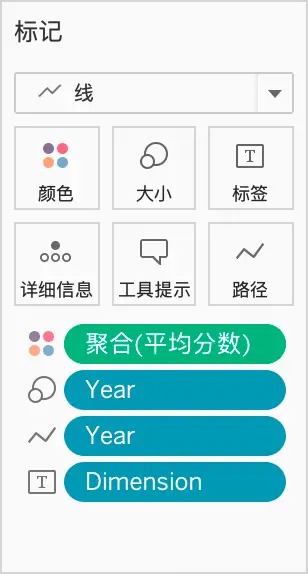 标记
线
颜色 大小 标签
详细信息 工具提示 路径
聚合(平均分数)
Year
Year
Dimension